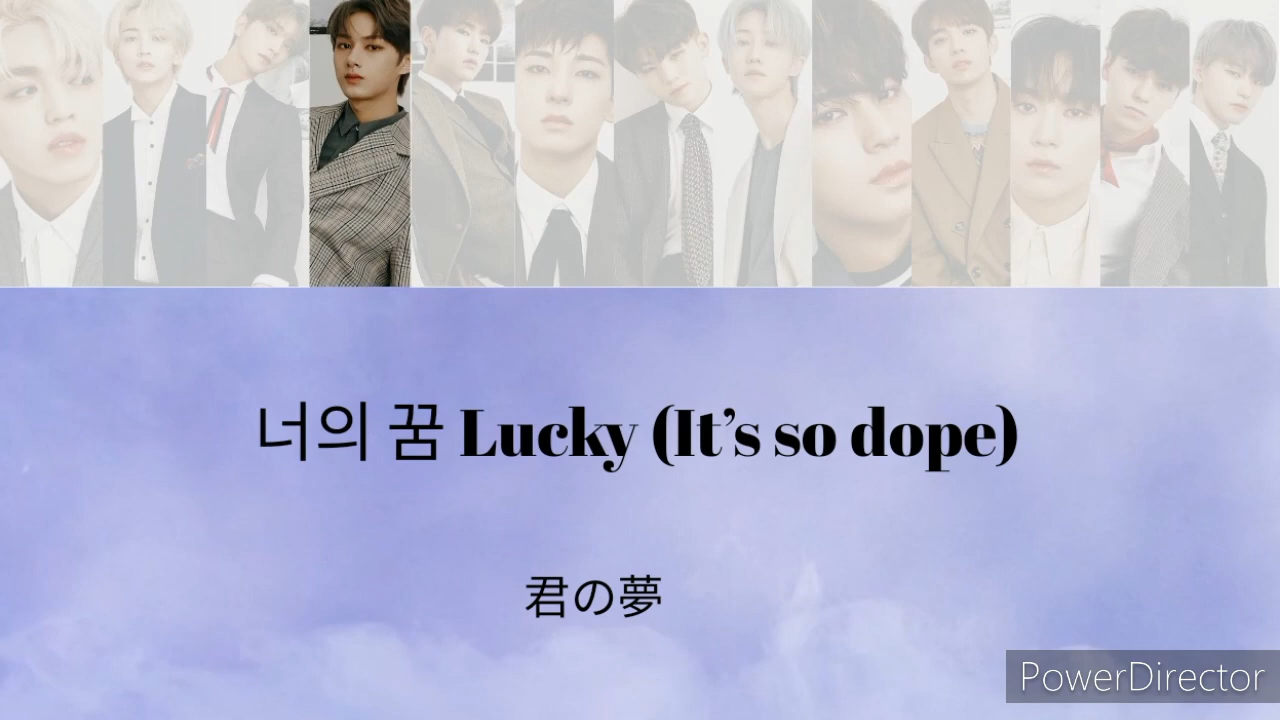 너의 꿈 Lucky (It’s so dope)
君の夢
PowerDirector